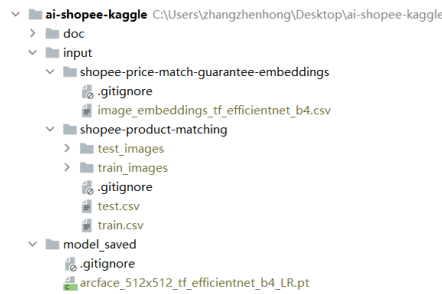 ai-shopee-kaggle C:\Users\zhangzhenhong\Desktop\ai-shopee-kaggle
doc
input
shopee-price-match-guarantee-embeddings
.gitignore
image_embeddings_tf_efficientnet_b4.csv
shopee-product-matching
test_images
train_images
.gitignore
test.csv
train.csv
model_saved
.gitignore
arcface_512x512_tf_efficientnet_b4_LR.pt